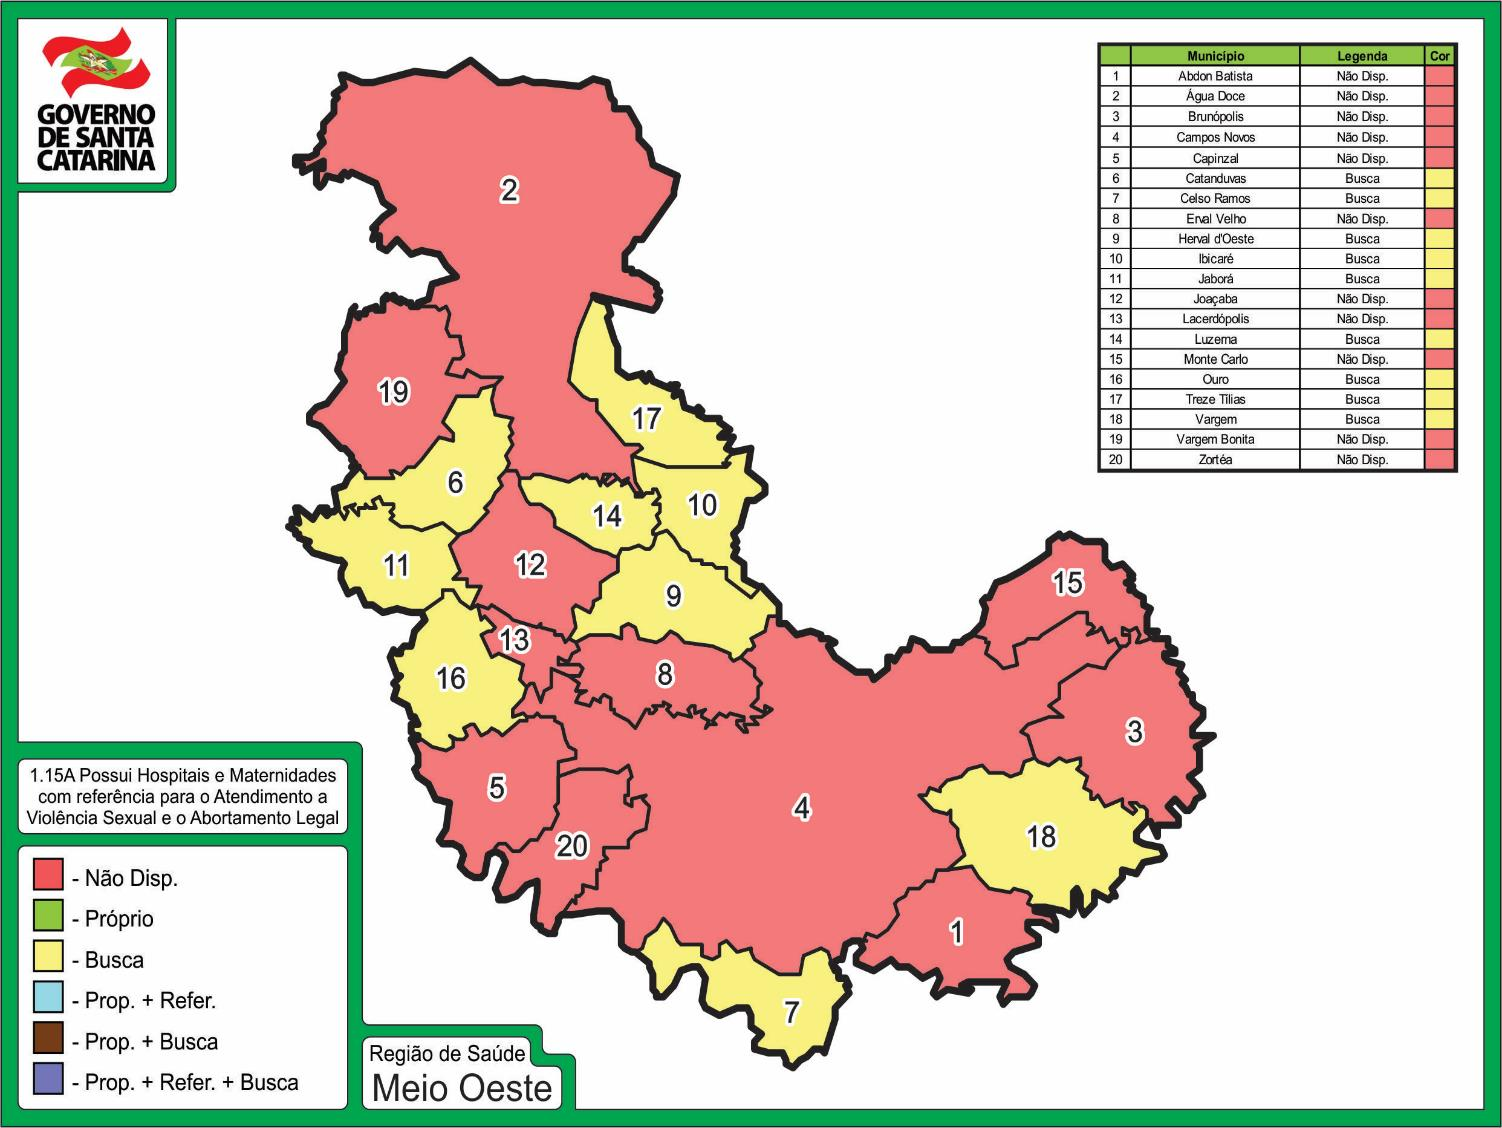 GOVERNO
DE SANTA
CATARINA
Município Legenda Cor
1 Abdon Batista Não Disp.
2 Água Doce Não Disp.
3 Brunópolis Não Disp.
4 Campos Novos Não Disp.
5 Capinzal Não Disp.
6 Catanduvas Busca
7 Celso Ramos Busca
8 Erval Velho Não Disp.
9 Herval d'Oeste Busca
10 Ibicaré Busca
11 Jaborá Busca
12 Joaçaba Não Disp.
13 Lacerdópolis Não Disp.
14 Luzerna Busca
15 Monte Carlo Não Disp.
16 Ouro Busca
17 Treze Tílias Busca
18 Vargem Busca
19 Vargem Bonita Não Disp.
20 Zortéa Não Disp.
2
19
17
6
10
14
11
12
15
9
13
8
16
3
5
4
18
20
1
7
1.15A Possui Hospitais e Maternidades
com referência para o Atendimento a
Violência Sexual e o Abortamento Legal
- Não Disp.
- Próprio
- Busca
- Prop. + Refer.
- Prop. + Busca
- Prop. + Refer. + Busca
Região de Saúde
Meio Oeste